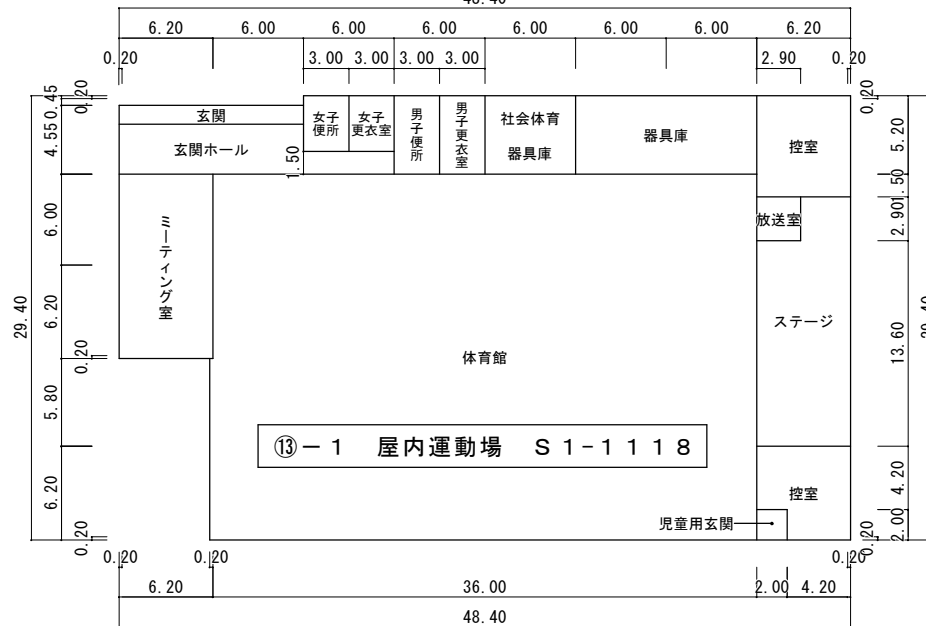 48.40
6.20 6.00 6.00 6.00 6.00 6.00 6.00 6.20
0.20 3.00 3.00 3.00 3.00 2.90 0.20
0.20
0.45
4.55
6.00
6.20
0.20
5.80
6.20
0.20
29.40
玄関
玄関ホール
1.50
女子
便所
女子
更衣室
男子便所
男子更衣室
社会体育
器具庫
器具庫
控室
放送室
ミーティング室
ステージ
体育館
⑬-1 屋内運動場 S1-1118
控室
児童用玄関
0.20
5.20
1.50
2.90
13.60
4.20
2.00
0.20
29.40
0.20 0.20 0.20
6.20 36.00 2.00 4.20
48.40